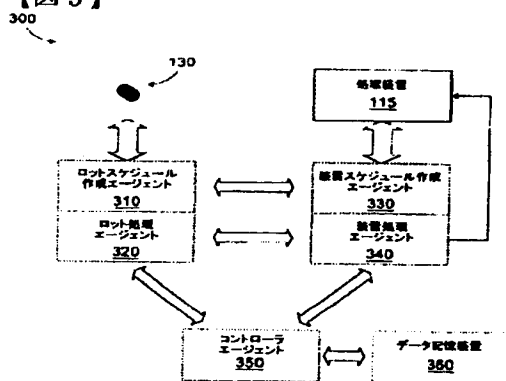 【図3】
300
130
処理装置
115
ロットスケジュール
作成エージェント
310
装置スケジュール作成
エージェント
330
ロット処理
エージェント
320
装置処理
エージェント
340
コントローラ
エージェント
350
データ記憶装置
360